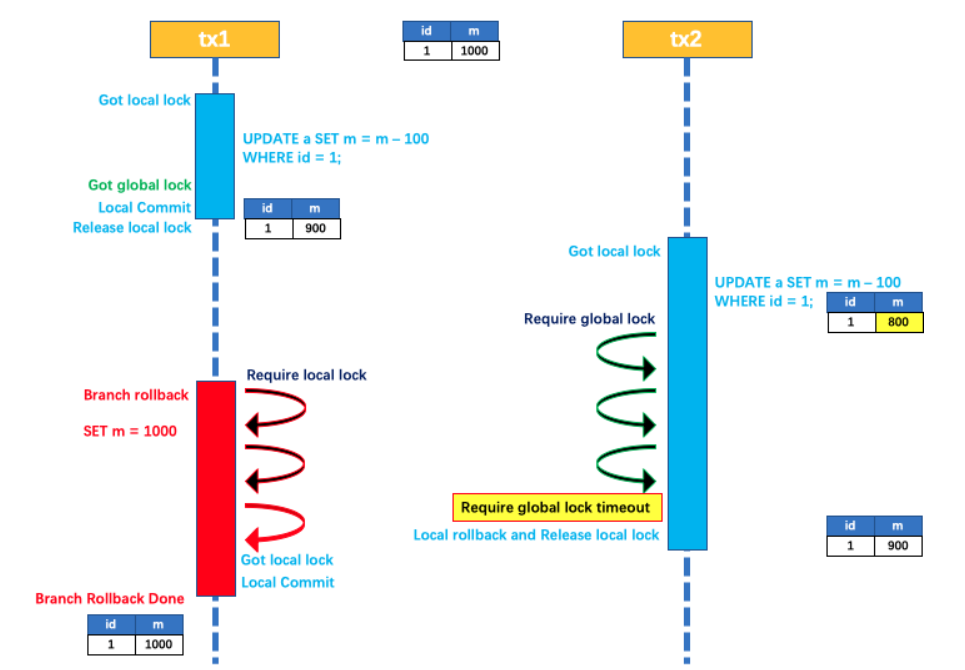 tx1
id m
1 1000
tx2
Got local lock
UPDATE a SET m = m – 100
WHERE id = 1;
Got global lock
Local Commit
Release local lock
id m
1 900
Got local lock
UPDATE a SET m = m – 100
WHERE id = 1;
id m
1 800
Require global lock
Require local lock
Branch rollback
SET m = 1000
Require global lock timeout
Local rollback and Release local lock
id m
1 900
Got local lock
Local Commit
Branch Rollback Done
id m
1 1000